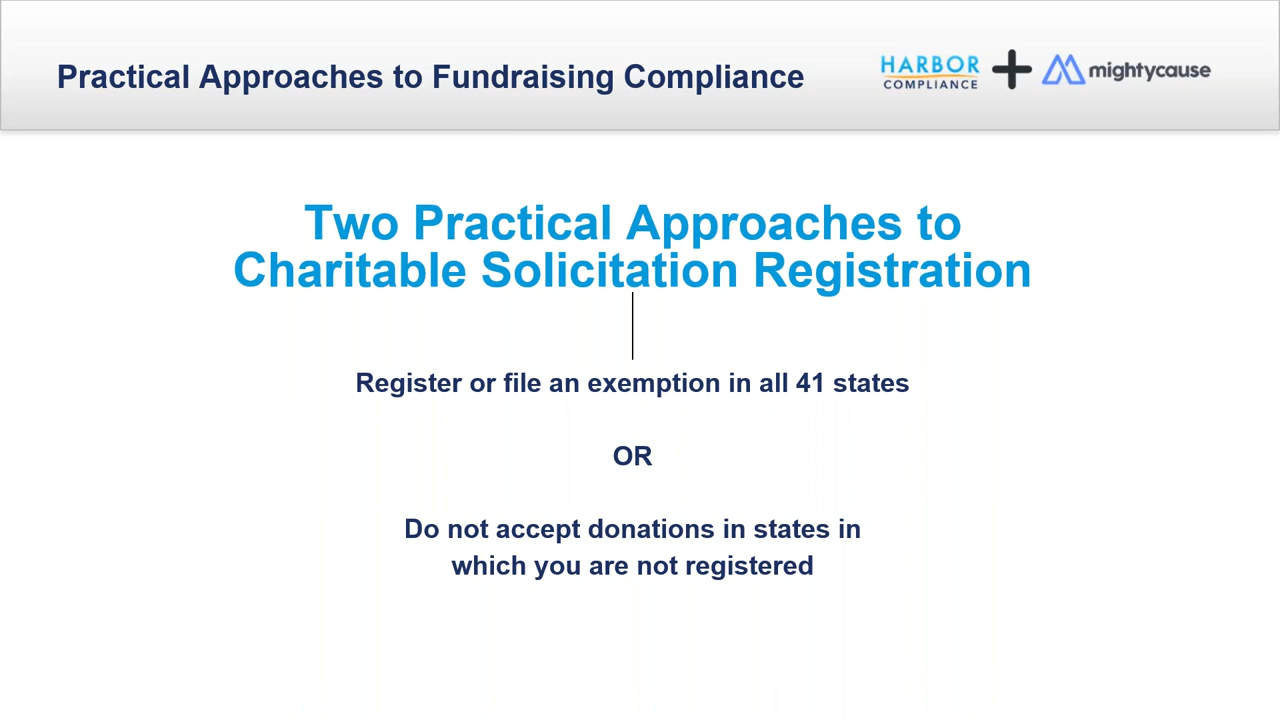 Practical Approaches to Fundraising Compliance
HARBOR
COMPLIANCE
mightycause
Two Practical Approaches to
Charitable Solicitation Registration
Register or file an exemption in all 41 states
OR
Do not accept donations in states in
which you are not registered